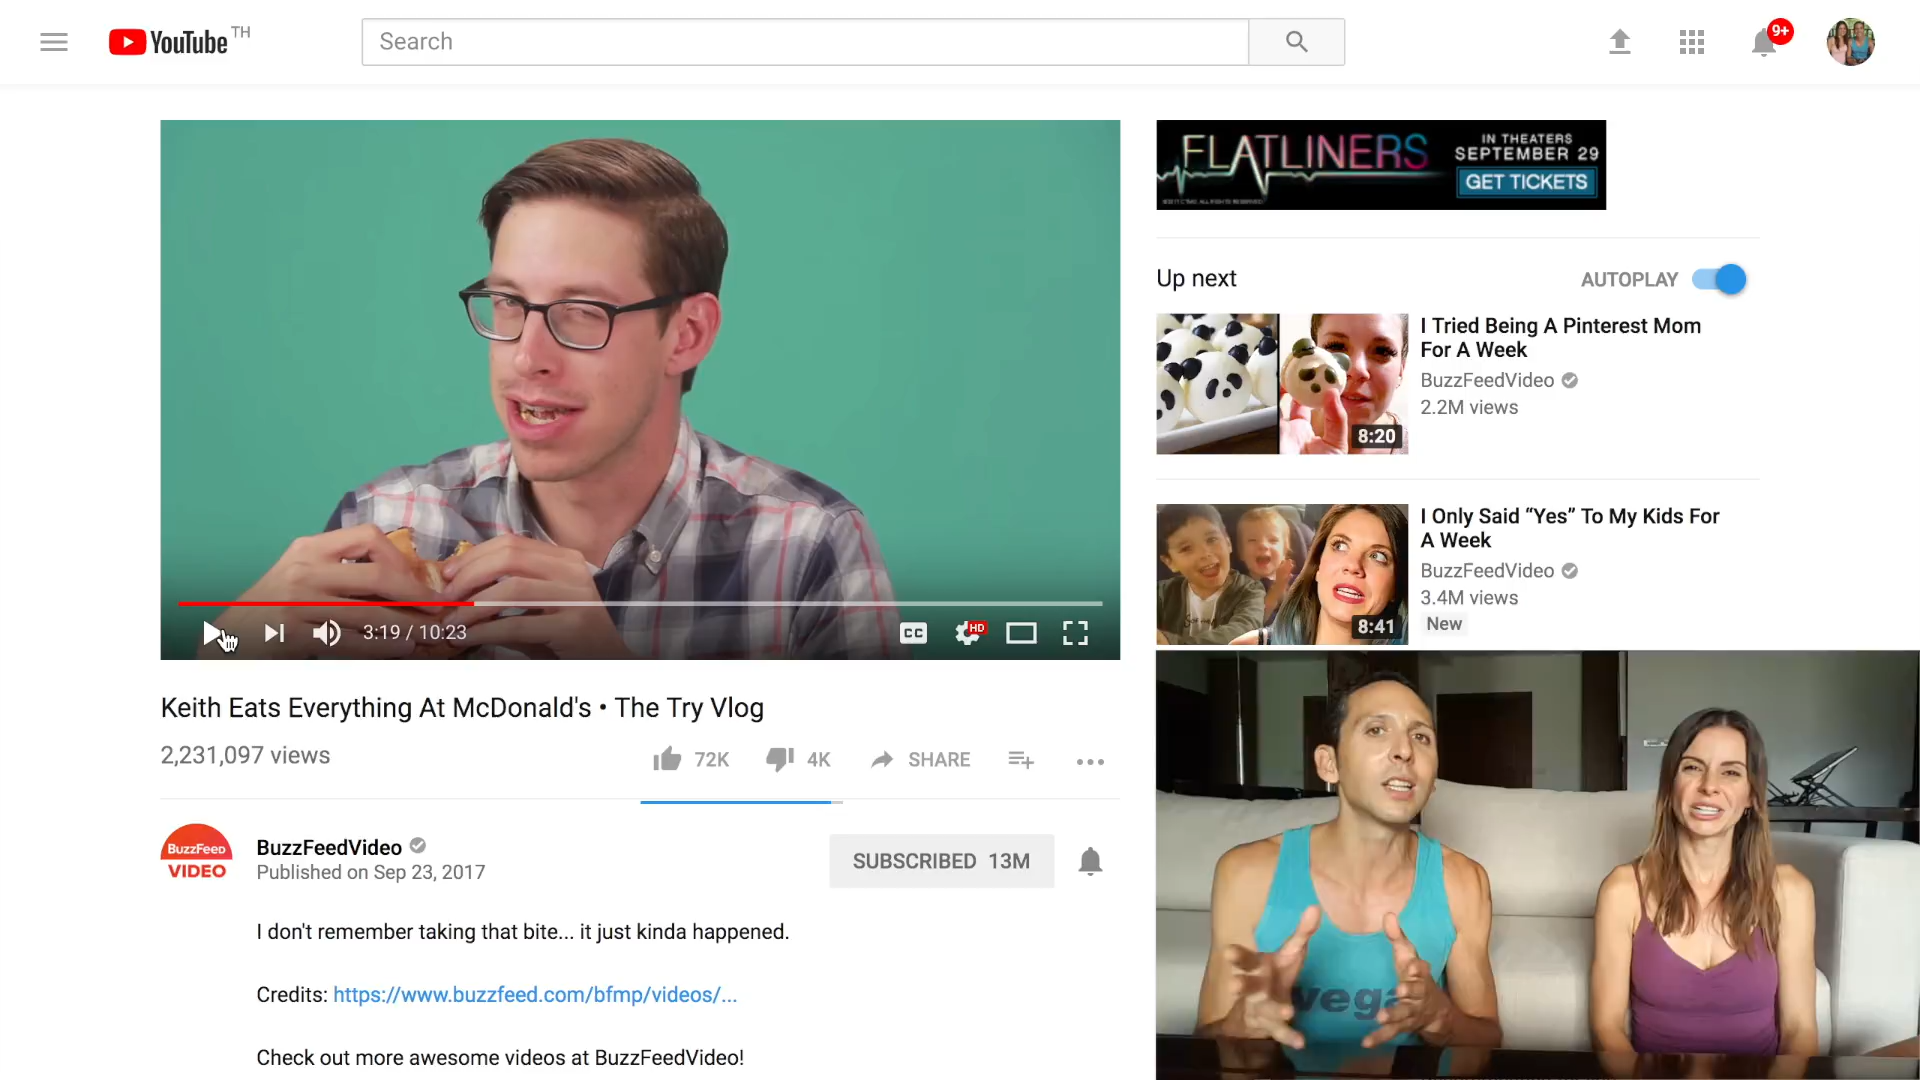 YouTube TH
Search
9+
FLATLINERS
IN THEATERS
SEPTEMBER 29
GET TICKETS
Up next
AUTOPLAY
I Tried Being A Pinterest Mom
For A Week
BuzzFeedVideo
2.2M views
8:20
I Only Said “Yes” To My Kids For
A Week
BuzzFeedVideo
3.4M views
New
8:41
3:19 / 10:23
CC
HD
Keith Eats Everything At McDonald's • The Try Vlog
2,231,097 views
72K
4K
SHARE
BuzzFeed
VIDEO
BuzzFeedVideo
Published on Sep 23, 2017
SUBSCRIBED 13M
I don't remember taking that bite... it just kinda happened.
Credits: https://www.buzzfeed.com/bfmp/videos/...
Check out more awesome videos at BuzzFeedVideo!